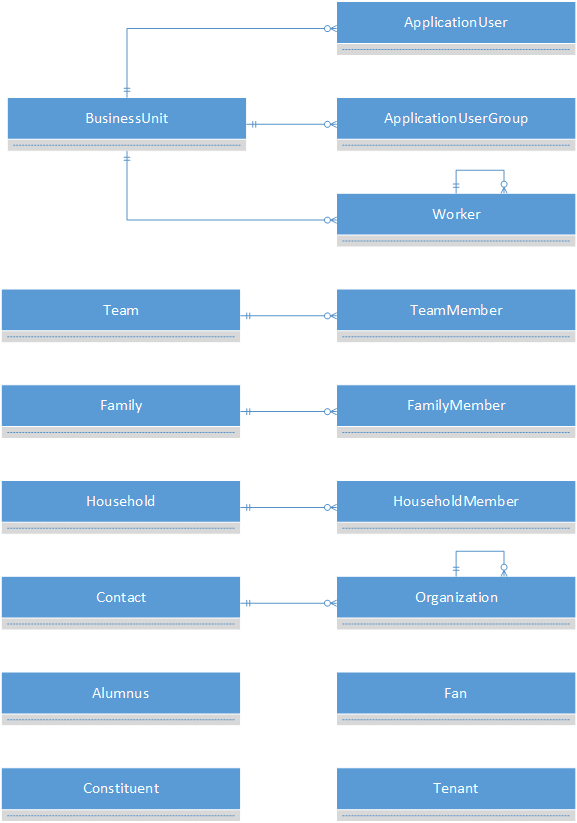 ApplicationUser
BusinessUnit
ApplicationUserGroup
Worker
Team
TeamMember
Family
FamilyMember
Household
HouseholdMember
Contact
Organization
Alumnus
Fan
Constituent
Tenant